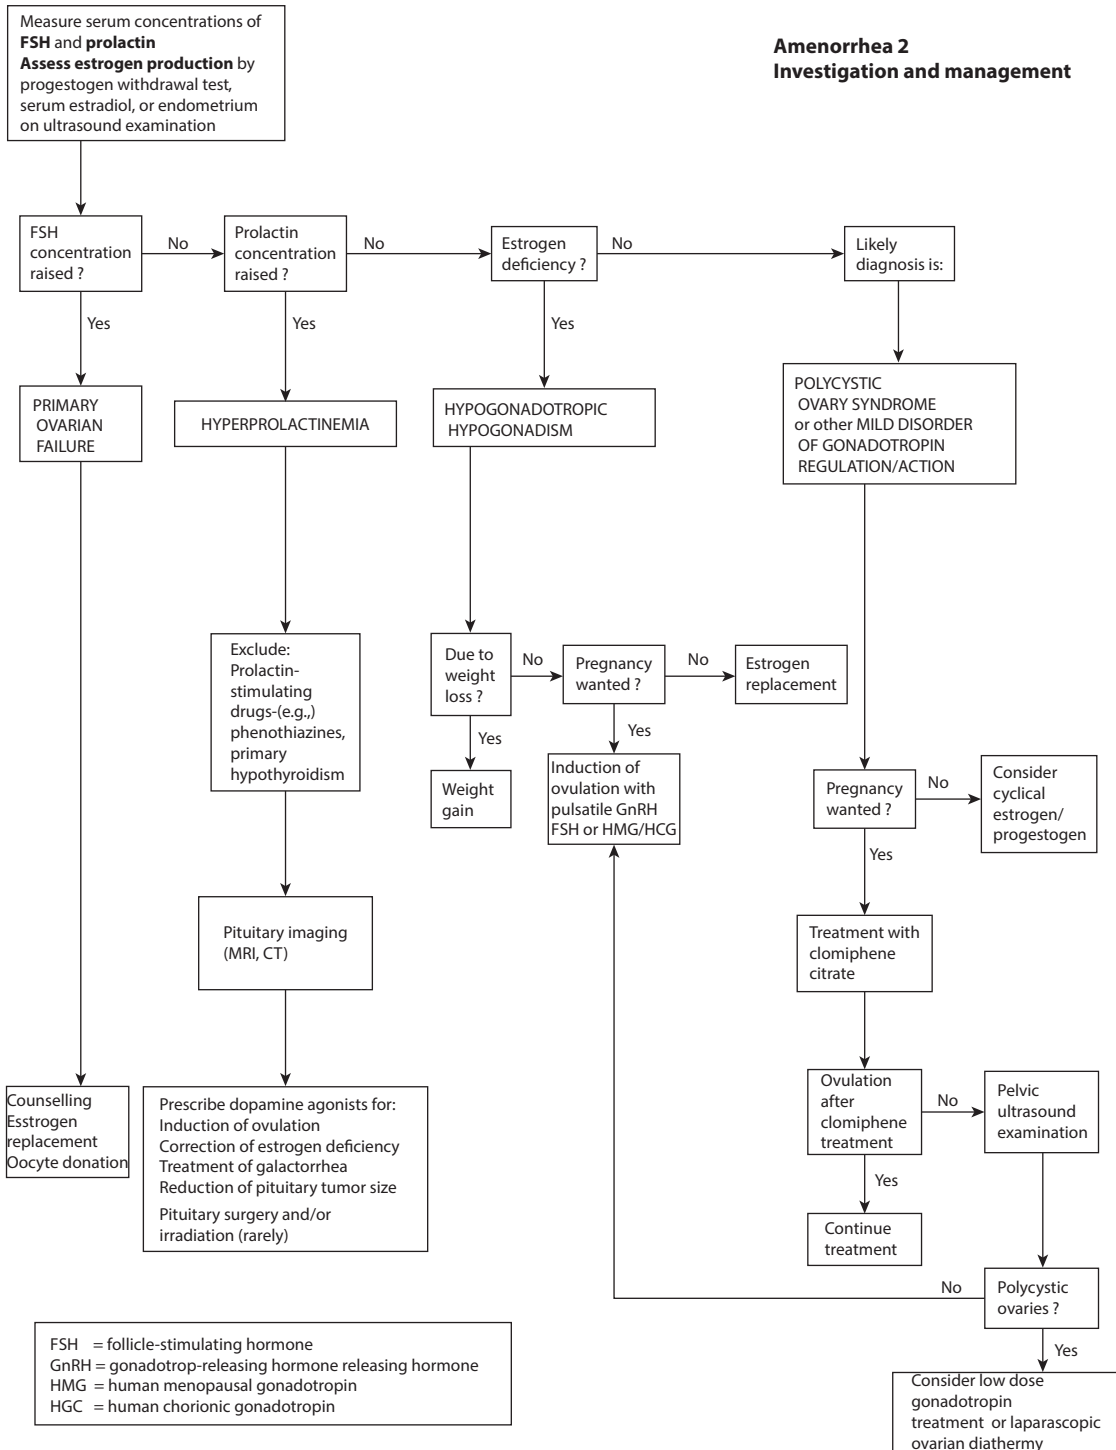 Measure serum concentrations of
FSH and prolactin
Assess estrogen production by
progestogen withdrawal test,
serum estradiol, or endometrium
on ultrasound examination
Amenorrhea 2
Investigation and management
FSH
concentration
raised ?
No
Prolactin
concentration
raised ?
No
Estrogen
deficiency ?
No
Likely
diagnosis is:
Yes
Yes
Yes
PRIMARY
OVARIAN
FAILURE
HYPERPROLACTINEMIA
HYPOGONADOTROPIC
HYPOGONADISM
POLYCYSTIC
OVARY SYNDROME
or other MILD DISORDER
OF GONADOTROPIN
REGULATION/ACTION
Exclude:
Prolactin-
stimulating
drugs-(e.g.,)
phenothiazines,
primary
hypothyroidism
Due to
weight
loss ?
No
Pregnancy
wanted ?
No
Estrogen
replacement
Yes
Yes
Weight
gain
Induction of
ovulation with
pulsatile GnRH
FSH or HMG/HCG
Pregnancy
wanted ?
No
Consider
cyclical
estrogen/
progestogen
Yes
Pituitary imaging
(MRI, CT)
Treatment with
clomiphene
citrate
Counselling
Esstrogen
replacement
Oocyte donation
Prescribe dopamine agonists for:
Induction of ovulation
Correction of estrogen deficiency
Treatment of galactorrhea
Reduction of pituitary tumor size
Pituitary surgery and/or
irradiation (rarely)
Ovulation
after
clomiphene
treatment
No
Pelvic
ultrasound
examination
Yes
Continue
treatment
No
Polycystic
ovaries ?
Yes
Consider low dose
gonadotropin
treatment or laparascopic
ovarian diathermy
FSH = follicle-stimulating hormone
GnRH = gonadotrop-releasing hormone releasing hormone
HMG = human menopausal gonadotropin
HGC = human chorionic gonadotropin